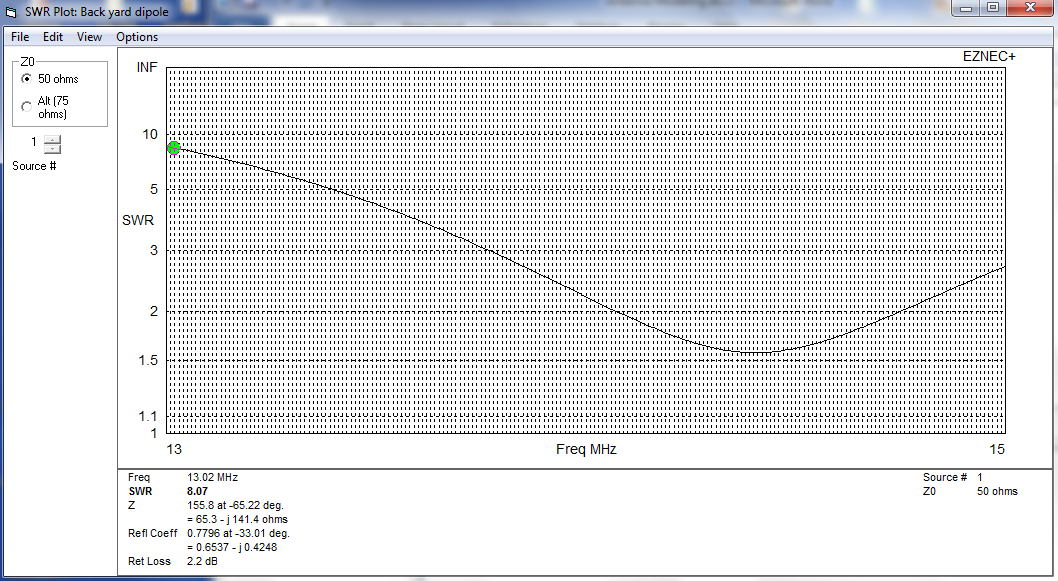 SWR Plot: Back yard dipole
File Edit View Options
Z0
50 ohms
Alt (75
ohms)
1
Source #
EZNEC+
INF
10
5
SWR
3
2
1.5
1.1
1
13 Freq MHz 15
Freq 13.02 MHz Source # 1
SWR 8.07 Z0 50 ohms
Z 155.8 at -65.22 deg.
= 65.3 - j 141.4 ohms
Refl Coeff 0.7796 at -33.01 deg.
= 0.6537 - j 0.4248
Ret Loss 2.2 dB